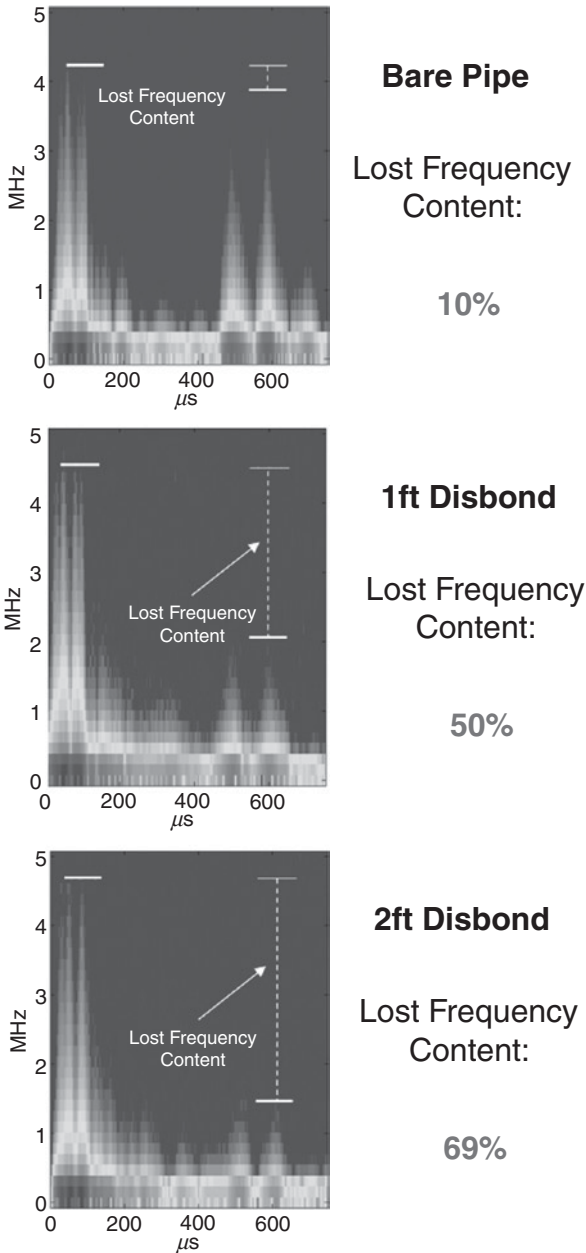 5
4
3
2
1
0
MHz
Lost Frequency
Content
0 200 400 600
μs
Bare Pipe
Lost Frequency
Content:
10%
5
4
3
2
1
0
MHz
Lost Frequency
Content
0 200 400 600
μs
1ft Disbond
Lost Frequency
Content:
50%
5
4
3
2
1
0
MHz
Lost Frequency
Content
0 200 400 600
μs
2ft Disbond
Lost Frequency
Content:
69%